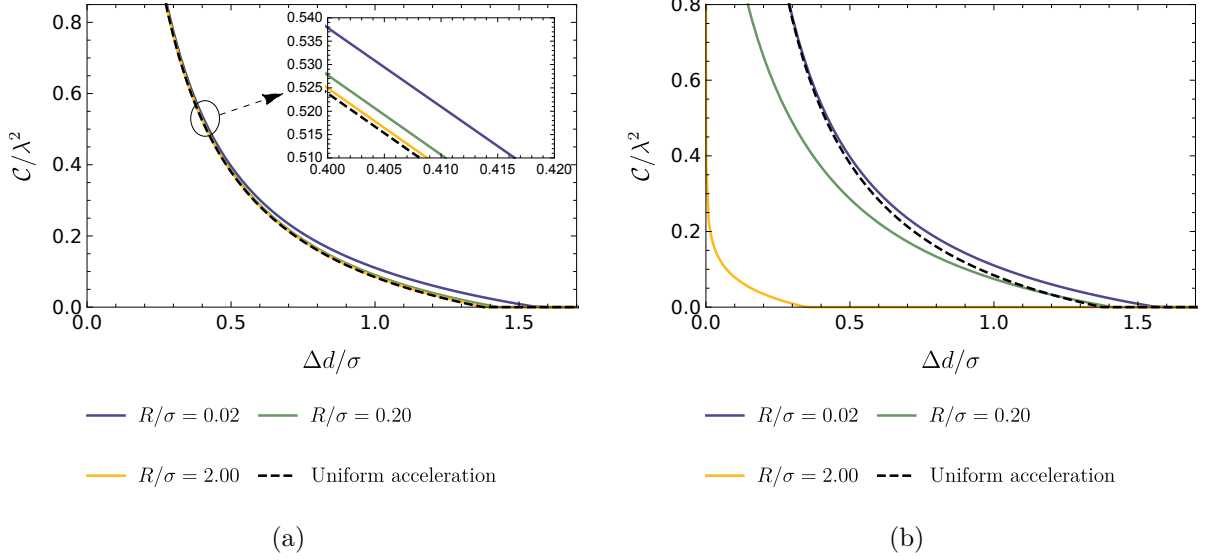 0.540
0.535
0.530
0.525
0.520
0.515
0.510
0.400 0.405 0.410 0.415 0.420
0.8
0.6
0.4
0.2
0.0
0.0 0.5 1.0 1.5
C/λ²
Δd/σ
R/σ = 0.02 R/σ = 0.20
R/σ = 2.00 Uniform acceleration
(a)
0.8
0.6
0.4
0.2
0.0
0.0 0.5 1.0 1.5
C/λ²
Δd/σ
R/σ = 0.02 R/σ = 0.20
R/σ = 2.00 Uniform acceleration
(b)